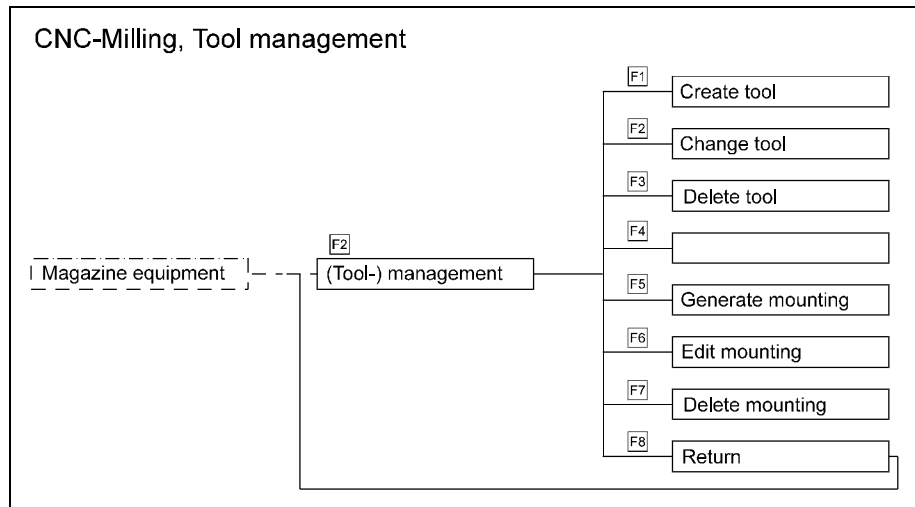 CNC-Milling, Tool management
F1
Create tool
F2
Change tool
F3
Delete tool
F4
F2
Magazine equipment
(Tool-) management
F5
Generate mounting
F6
Edit mounting
F7
Delete mounting
F8
Return